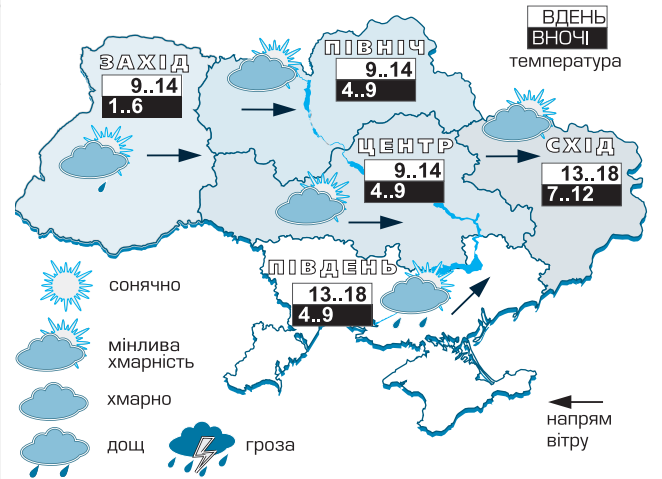 ВДЕНЬ
ВНОЧІ
температура
ЗАХІД
9..14
1..6
ПІВНІЧ
9..14
4..9
ЦЕНТР
9..14
4..9
СХІД
13..18
7..12
ПІВДЕНЬ
13..18
4..9
сонячно
мінлива
хмарність
хмарно
дощ
гроза
напрям
вітру